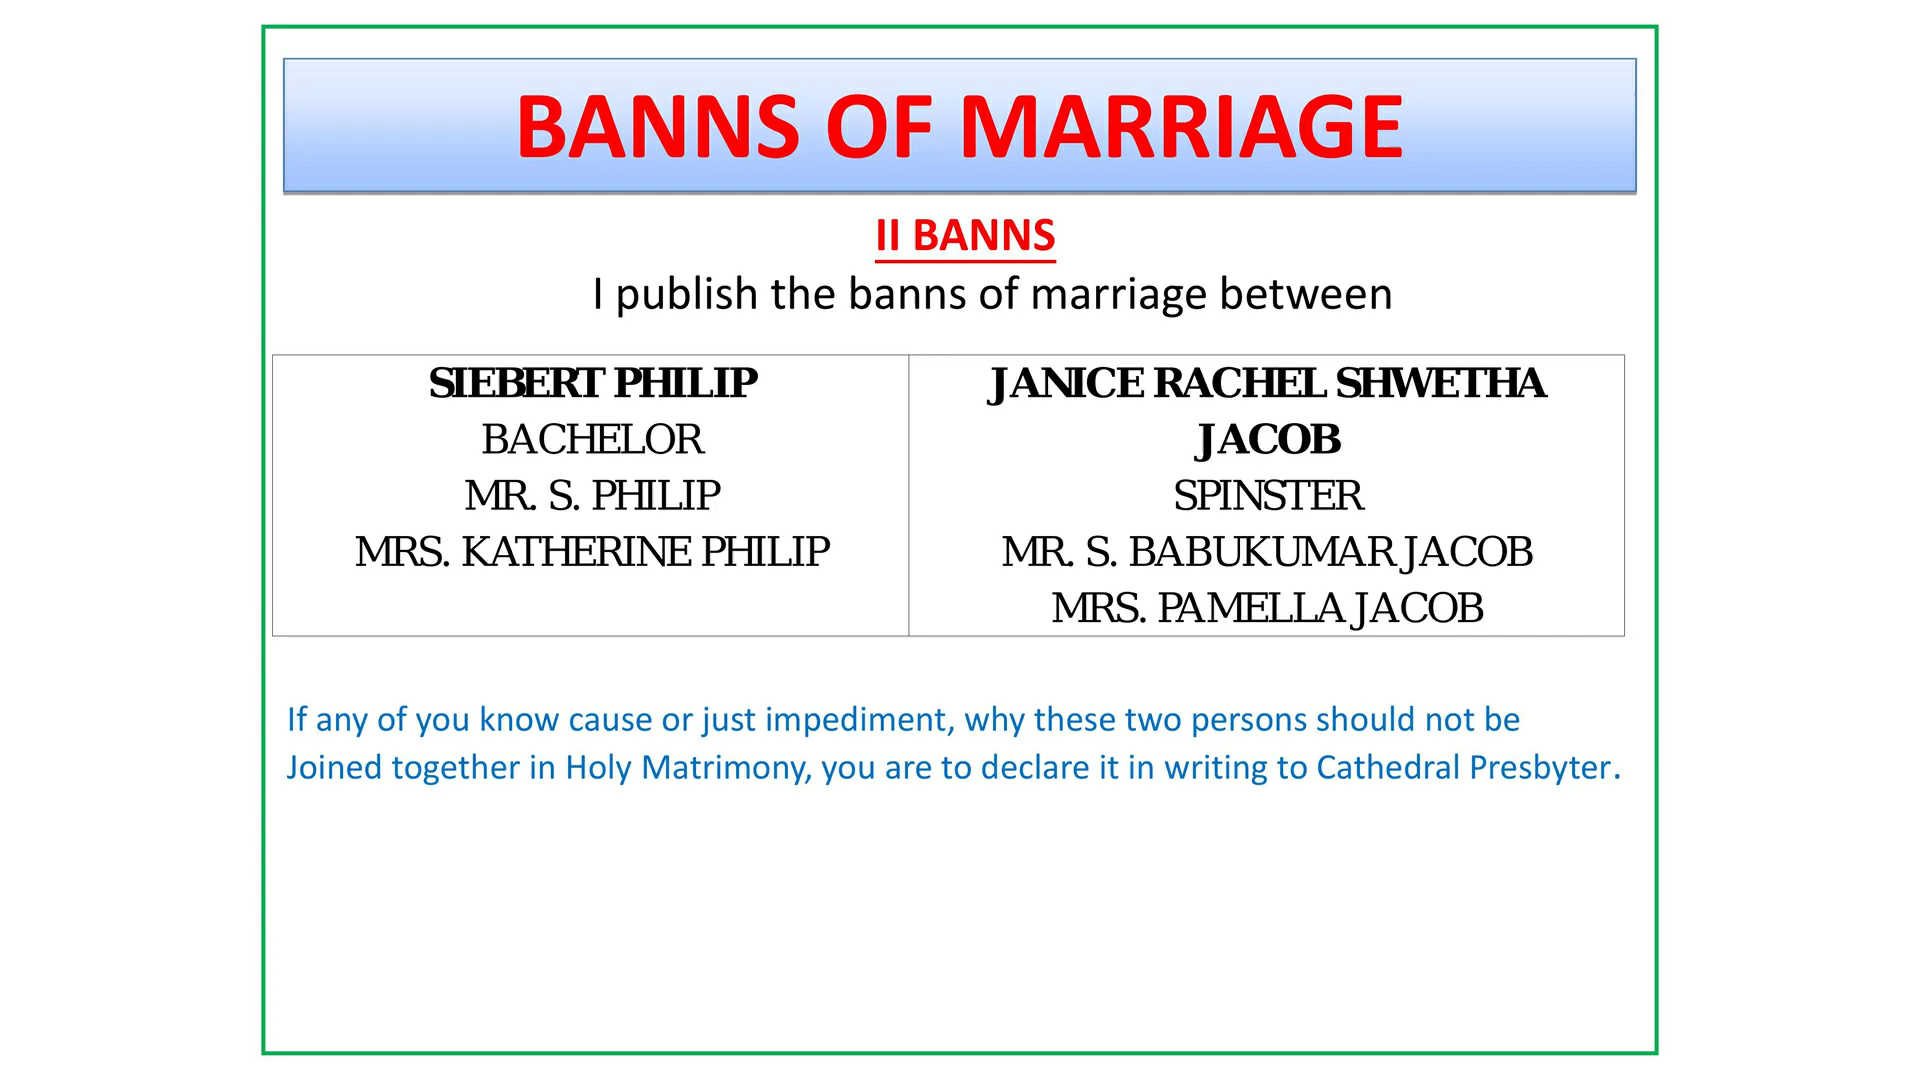 BANNS OF MARRIAGE
II BANNS
I publish the banns of marriage between
SIEBERT PHILIP
BACHELOR
MR. S. PHILIP
MRS. KATHERINE PHILIP
JANICE RACHEL SHWETHA
JACOB
SPINSTER
MR. S. BABUKUMAR JACOB
MRS. PAMELLA JACOB
If any of you know cause or just impediment, why these two persons should not be
Joined together in Holy Matrimony, you are to declare it in writing to Cathedral Presbyter.